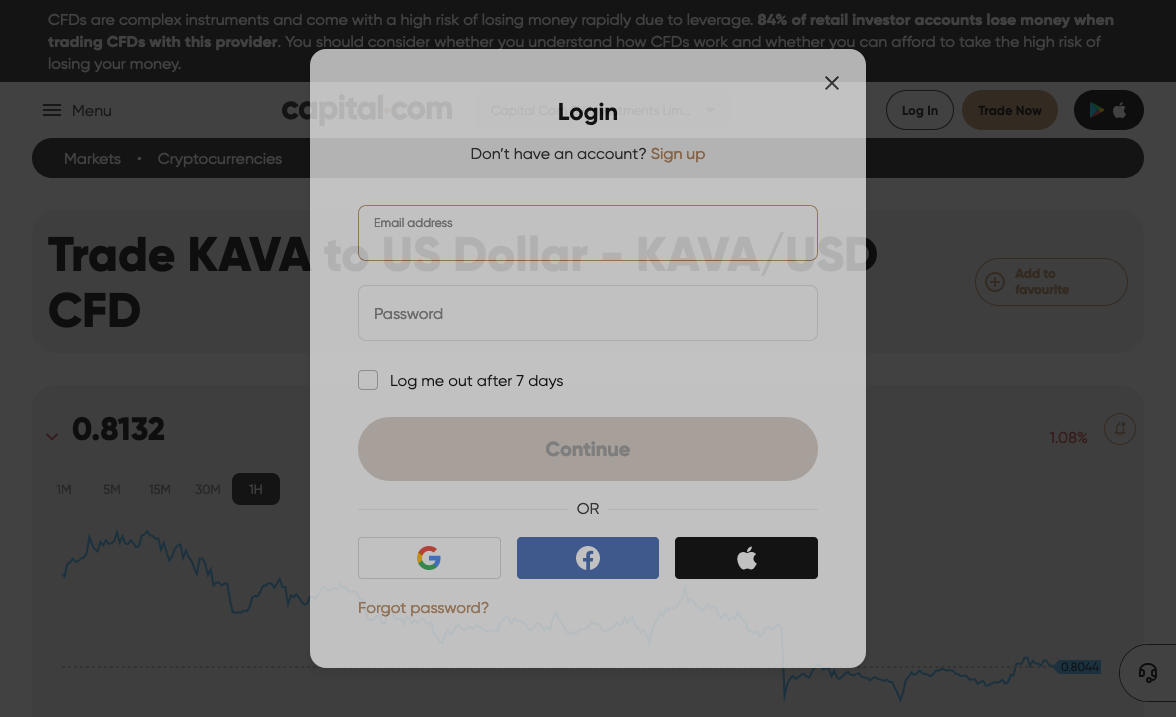 CFDs are complex instruments and come with a high risk of losing money rapidly due to leverage. 84% of retail investor accounts lose money when
trading CFDs with this provider. You should consider whether you understand how CFDs work and whether you can afford to take the high risk of
losing your money.
Menu
capital.com
Log In
Trade Now
Login
Markets
Cryptocurrencies
Don't have an account? Sign up
Email address
Trade KAVA to US Dollar - KAVA/USD
CFD
Add to
favourite
Password
Log me out after 7 days
0.8132
1.08%
Continue
1M
5M
15M
30M
1H
OR
Forgot password?
0.8044